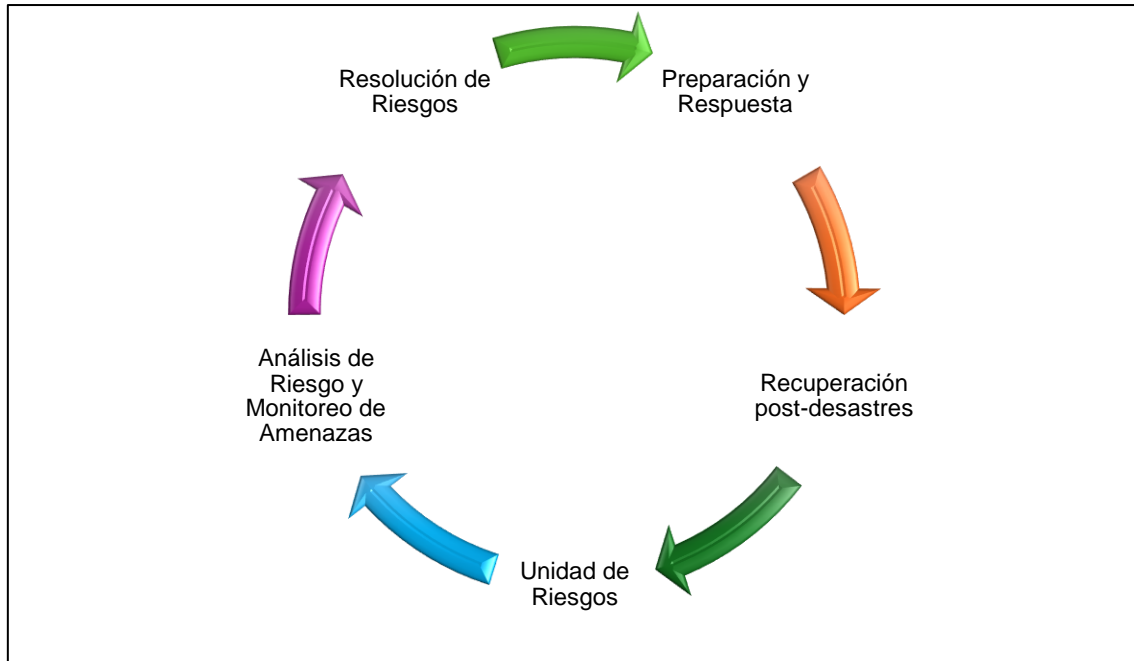 Resolución de
Riesgos
Preparación y
Respuesta
Análisis de
Riesgo y
Monitoreo de
Amenazas
Recuperación
post-desastres
Unidad de
Riesgos